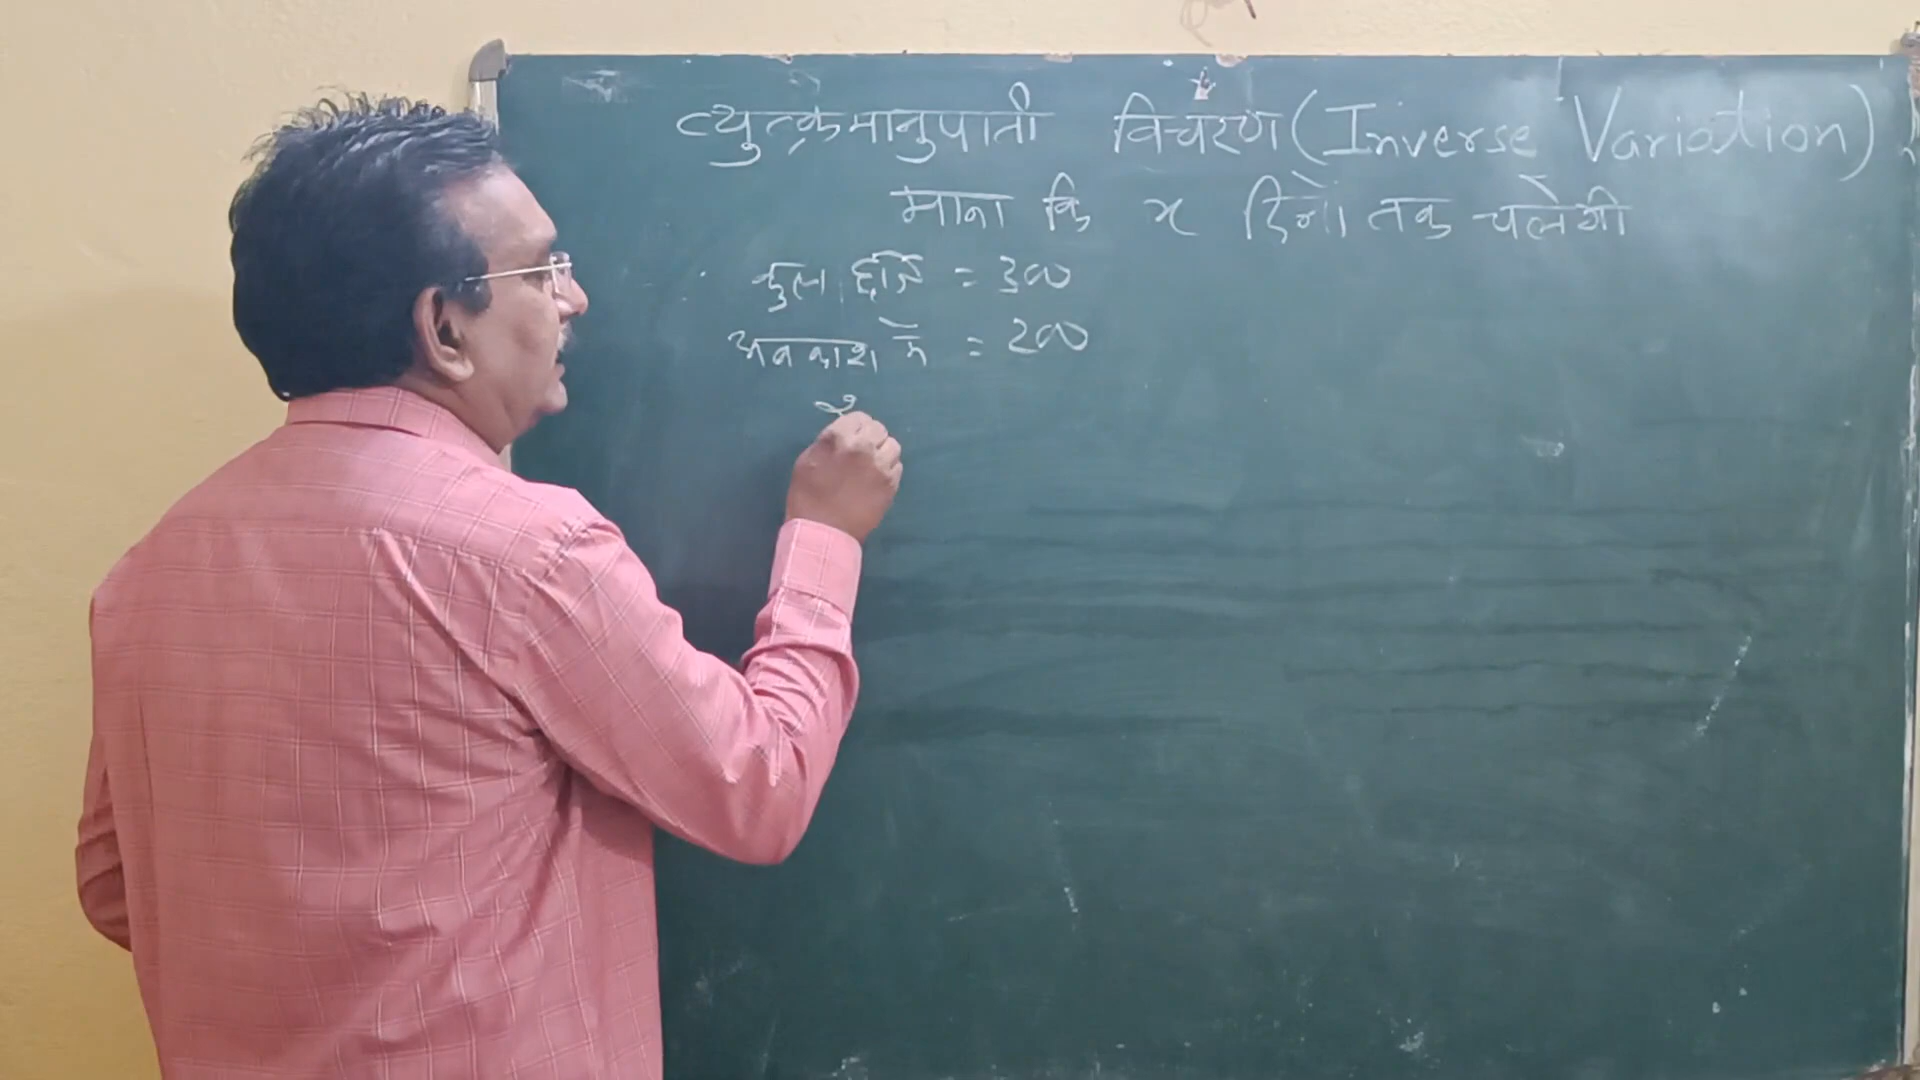 व्युत्क्रमानुपाती विचरण (Inverse Variation)
माना कि x दिनों तक चलेगी
कुल छात्र = 300
अवकाश में = 200